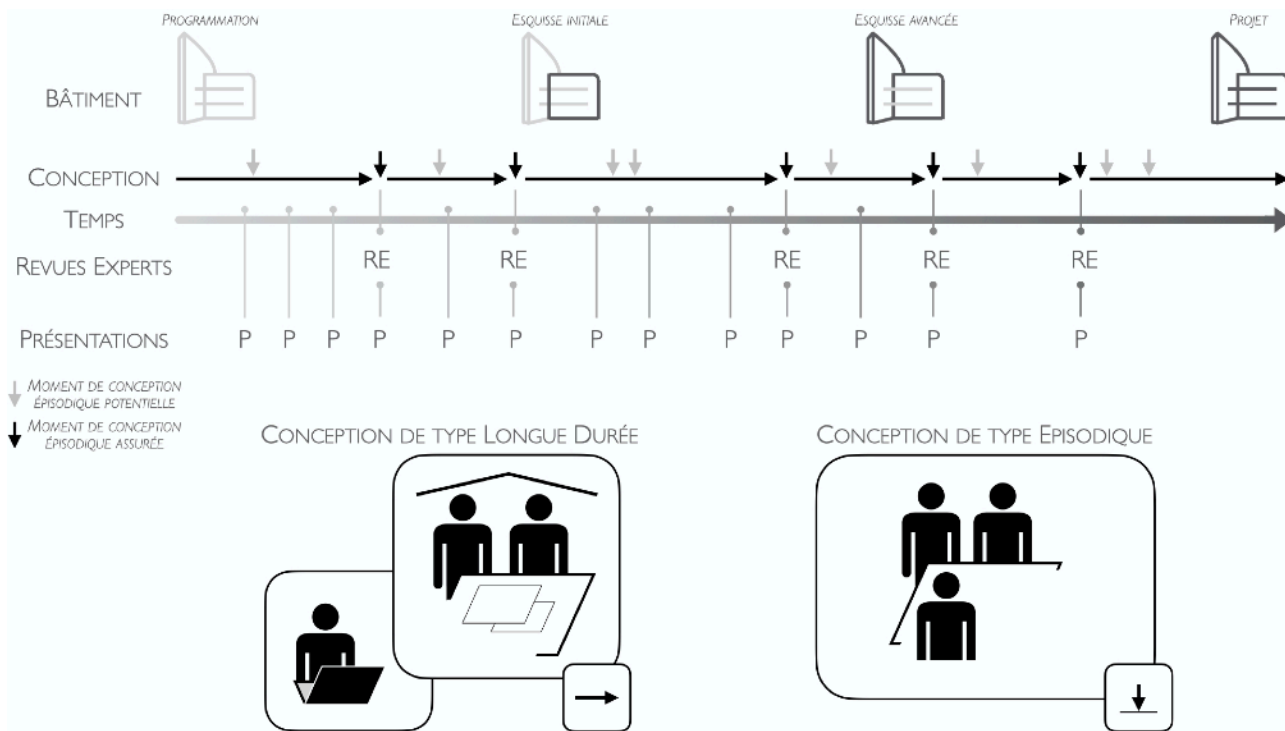 PROGRAMMATION ESQUISSE INITIALE ESQUISSE AVANCÉE PROJET
BÂTIMENT
CONCEPTION
TEMPS
REVUES EXPERTS RE RE RE RE RE
PRÉSENTATIONS P P P P P P P P P P P P P
MOMENT DE CONCEPTION
ÉPISODIQUE POTENTIELLE
MOMENT DE CONCEPTION
ÉPISODIQUE ASSURÉE
CONCEPTION DE TYPE LONGUE DURÉE CONCEPTION DE TYPE EPISODIQUE